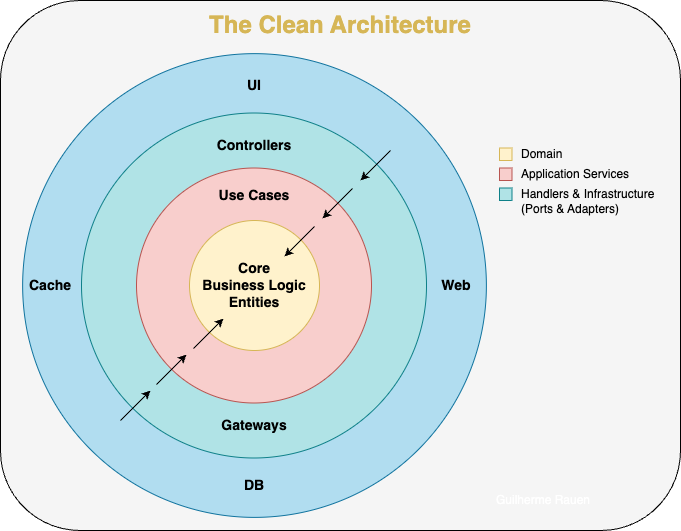 The Clean Architecture
UI
Controllers
Use Cases
Core
Business Logic
Entities
Cache
Web
Gateways
DB
Domain
Application Services
Handlers & Infrastructure
(Ports & Adapters)
Guilherme Rauen